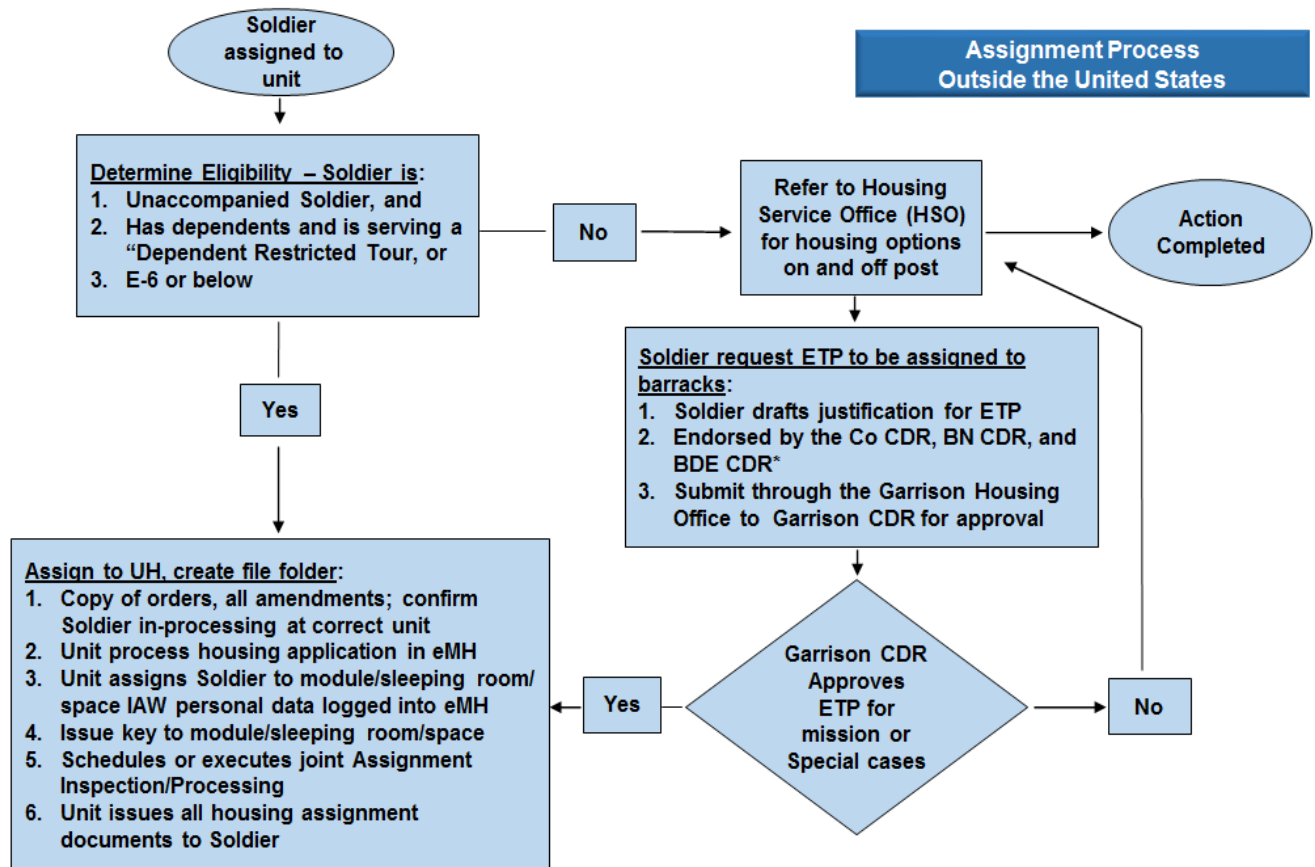 Soldier
assigned to
unit
Assignment Process
Outside the United States
Determine Eligibility – Soldier is:
1. Unaccompanied Soldier, and
2. Has dependents and is serving a
“Dependent Restricted Tour, or
3. E-6 or below
No
Refer to Housing
Service Office (HSO)
for housing options
on and off post
Action
Completed
Yes
Soldier request ETP to be assigned to
barracks:
1. Soldier drafts justification for ETP
2. Endorsed by the Co CDR, BN CDR, and
BDE CDR*
3. Submit through the Garrison Housing
Office to Garrison CDR for approval
Assign to UH, create file folder:
1. Copy of orders, all amendments; confirm
Soldier in-processing at correct unit
2. Unit process housing application in eMH
3. Unit assigns Soldier to module/sleeping room/
space IAW personal data logged into eMH
4. Issue key to module/sleeping room/space
5. Schedules or executes joint Assignment
Inspection/Processing
6. Unit issues all housing assignment
documents to Soldier
Yes
Garrison CDR
Approves
ETP for
mission or
Special cases
No